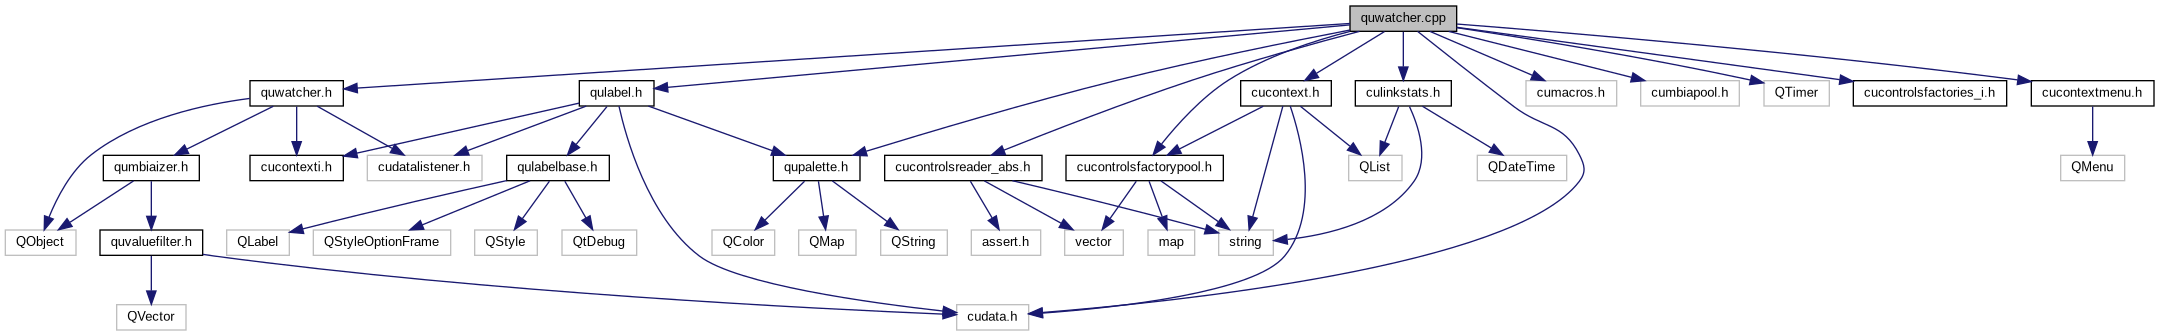 quwatcher.cpp
quwatcher.h
qulabel.h
cucontext.h
culinkstats.h
cumacros.h
cumbiapool.h
QTimer
cucontrolsfactories_i.h
cucontextmenu.h
qumbiaizer.h
cucontexti.h
cudatalistener.h
qulabelbase.h
qupalette.h
cucontrolsreader_abs.h
cucontrolsfactorypool.h
QList
QDateTime
QMenu
QObject
quvaluefilter.h
QLabel
QStyleOptionFrame
QStyle
QtDebug
QColor
QMap
QString
assert.h
vector
map
string
QVector
cudata.h